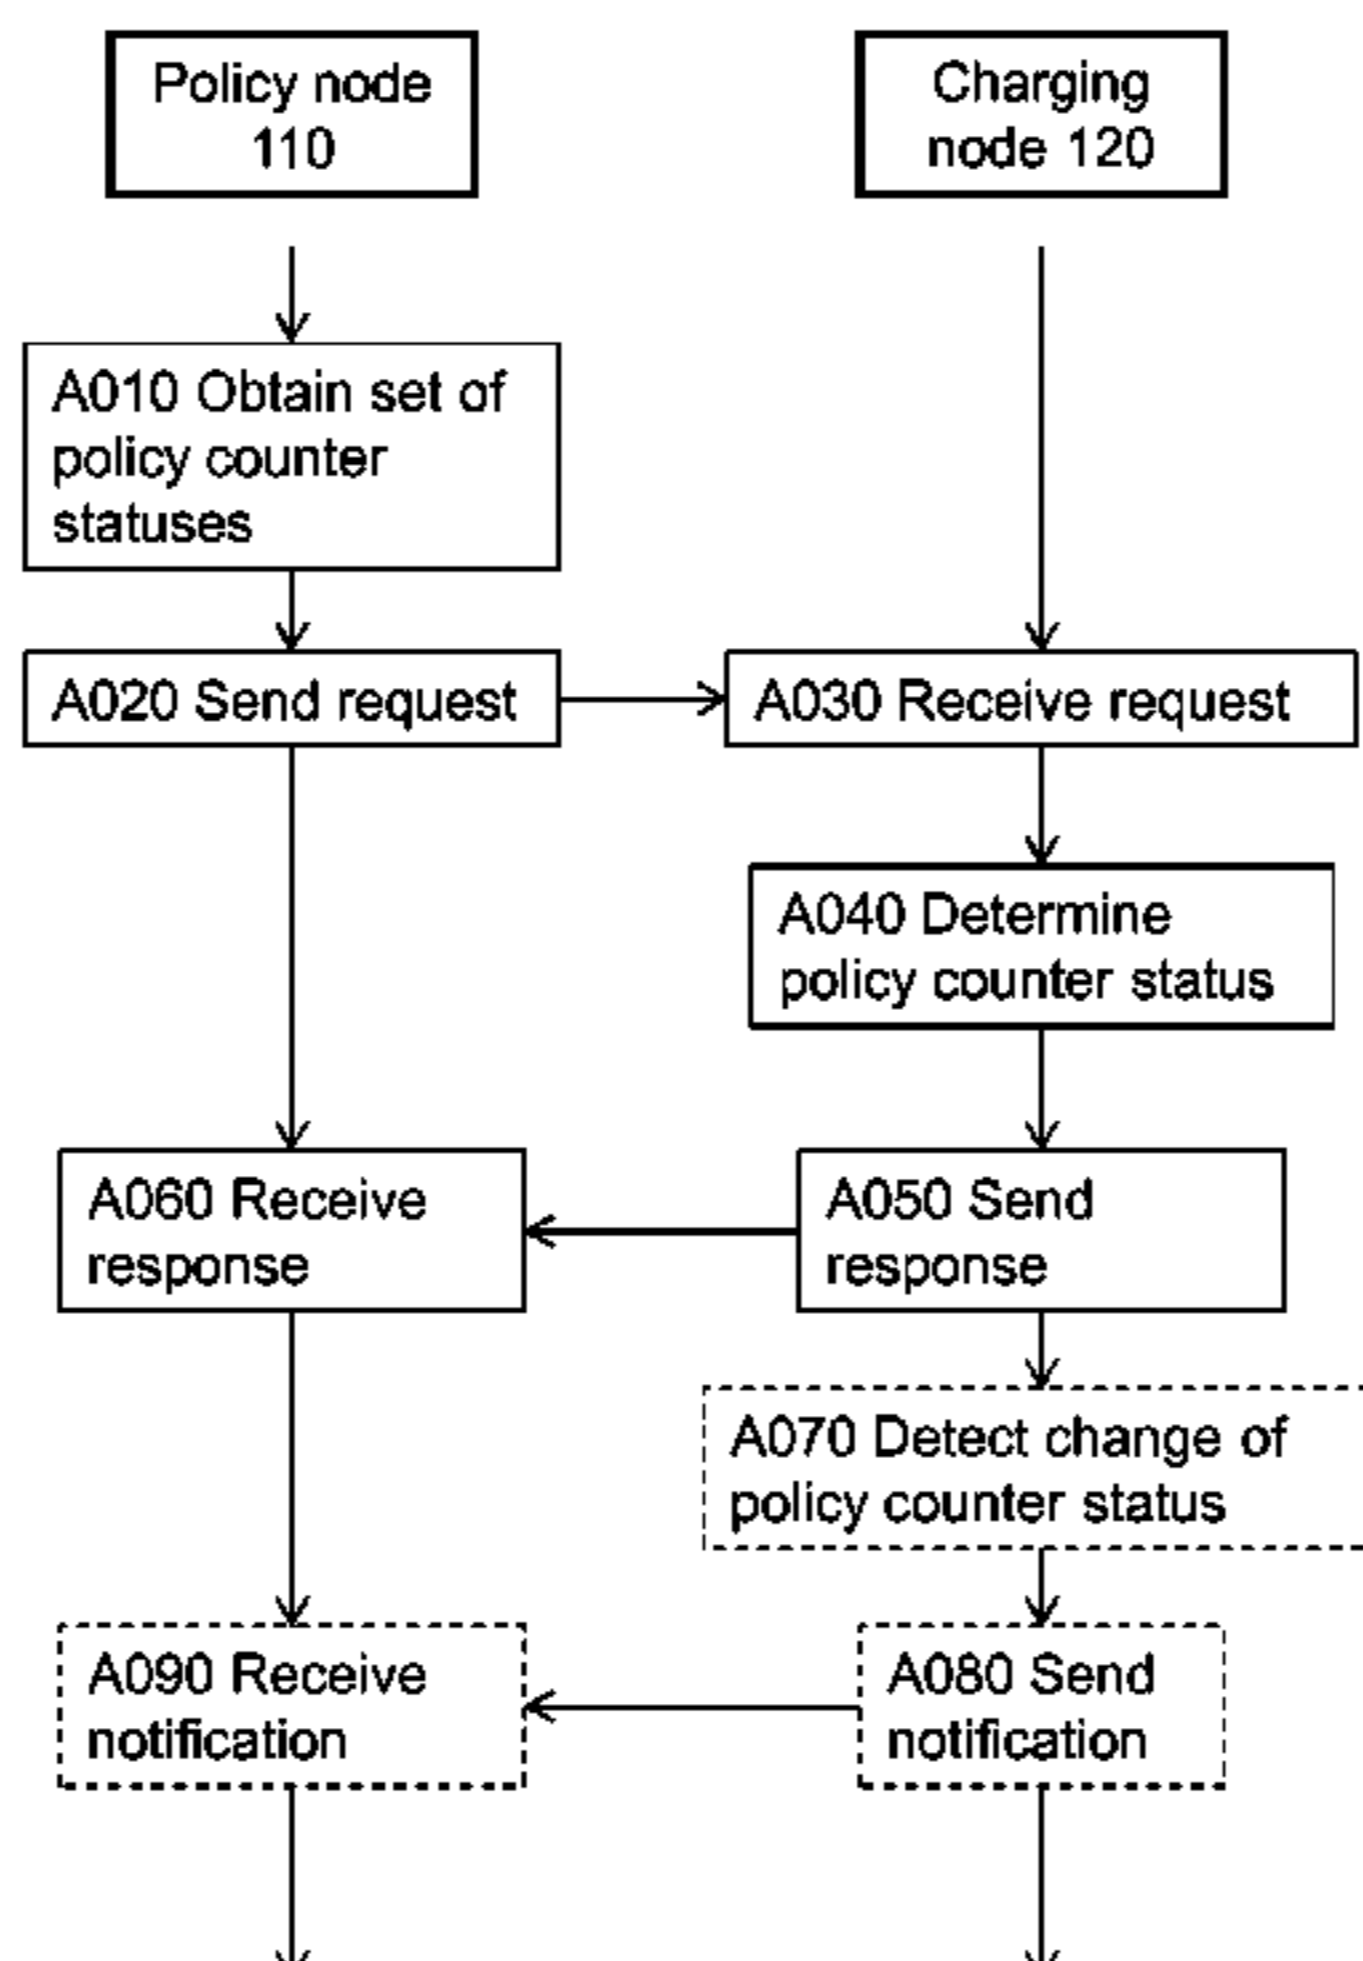 Policy node
110
Charging
node 120
A010 Obtain set of
policy counter
statuses
A020 Send request
A030 Receive request
A040 Determine
policy counter status
A060 Receive
response
A050 Send
response
A070 Detect change of
policy counter status
A090 Receive
notification
A080 Send
notification